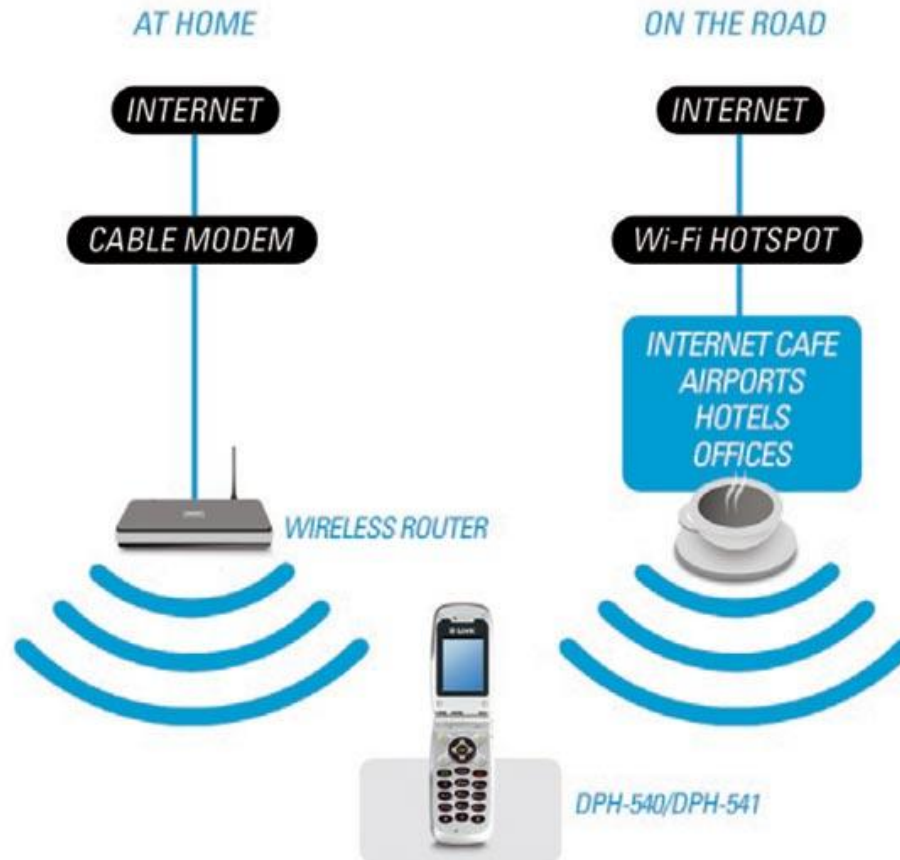 AT HOME
INTERNET
CABLE MODEM
WIRELESS ROUTER
ON THE ROAD
INTERNET
Wi-Fi HOTSPOT
INTERNET CAFE
AIRPORTS
HOTELS
OFFICES
D-Link
DPH-540/DPH-541